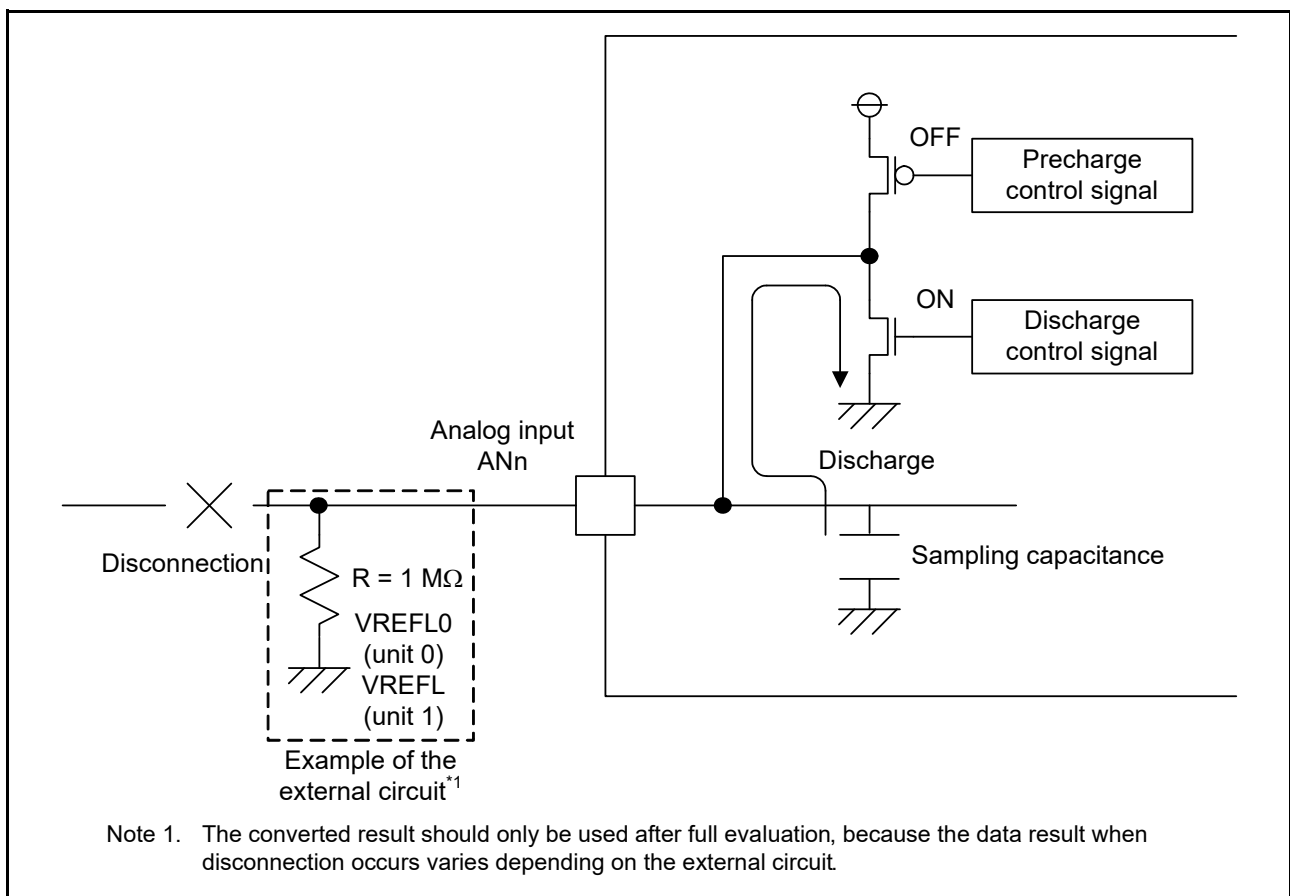 OFF
Precharge
control signal
ON
Discharge
control signal
Analog input
ANn
Discharge
Disconnection
Sampling capacitance
R = 1 MΩ
VREFL0
(unit 0)
VREFL
(unit 1)
Example of the
external circuit*1
Note 1. The converted result should only be used after full evaluation, because the data result when
disconnection occurs varies depending on the external circuit.